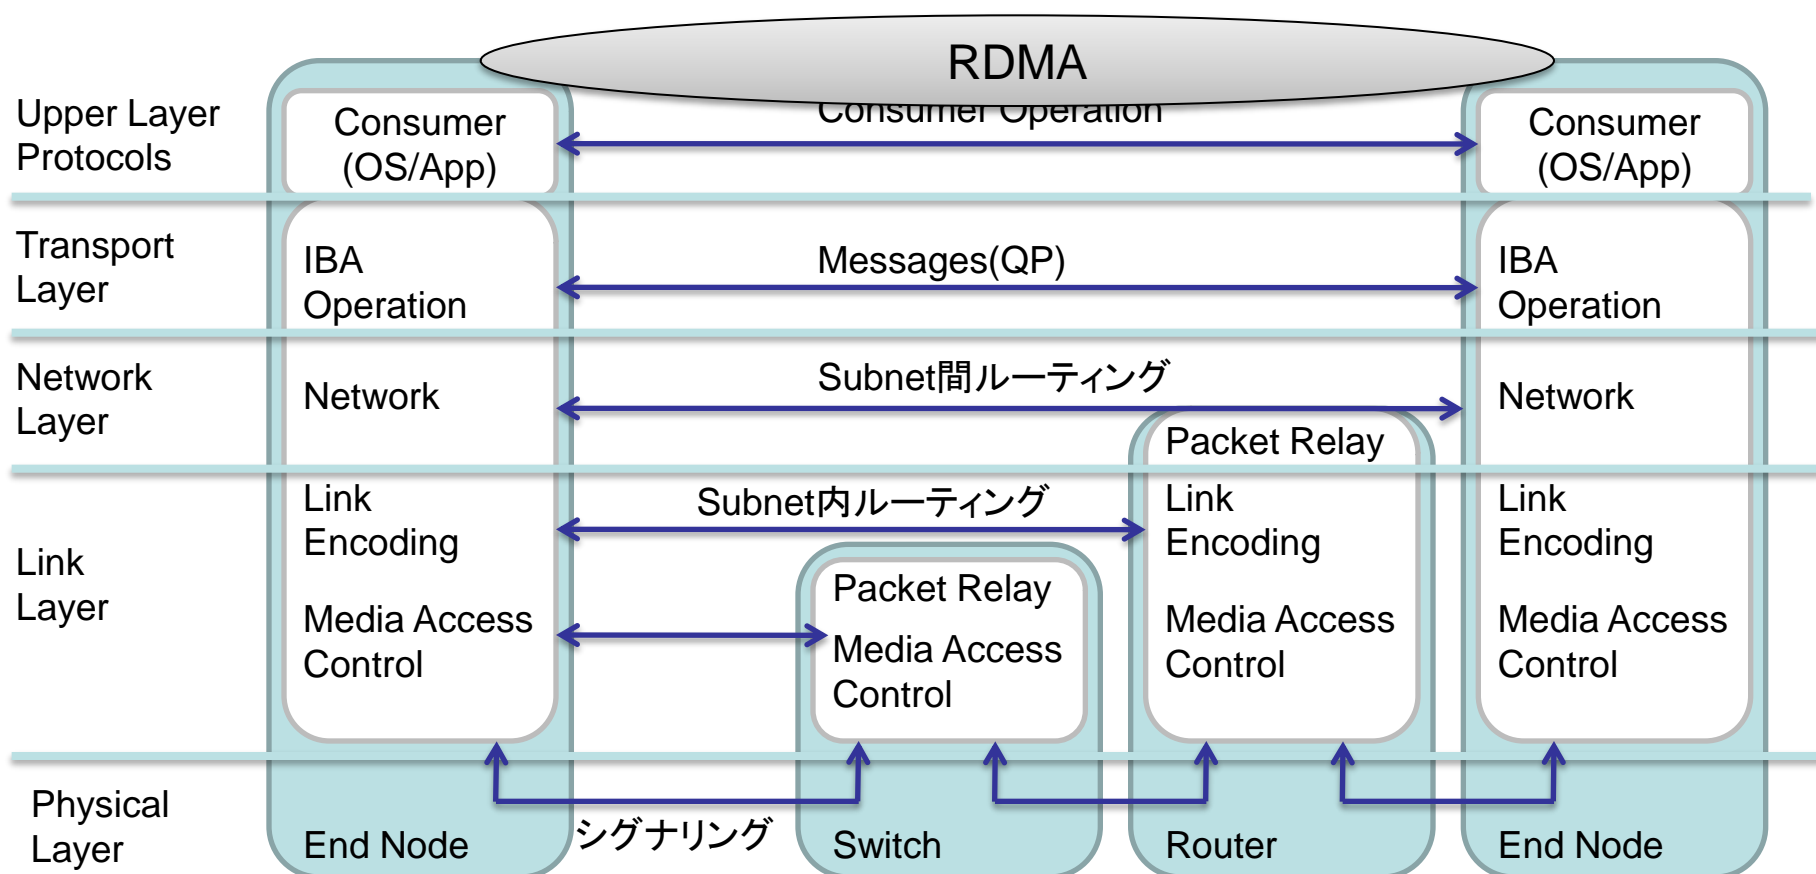 RDMA
Upper Layer
Protocols
Consumer
(OS/App)
Consumer Operation
Consumer
(OS/App)
Transport
Layer
IBA
Operation
Messages(QP)
IBA
Operation
Network
Layer
Network
Subnet間ルーティング
Network
Packet Relay
Link
Layer
Link
Encoding
Media Access
Control
Subnet内ルーティング
Packet Relay
Media Access
Control
Link
Encoding
Media Access
Control
Link
Encoding
Media Access
Control
Physical
Layer
End Node
シグナリング
Switch
Router
End Node